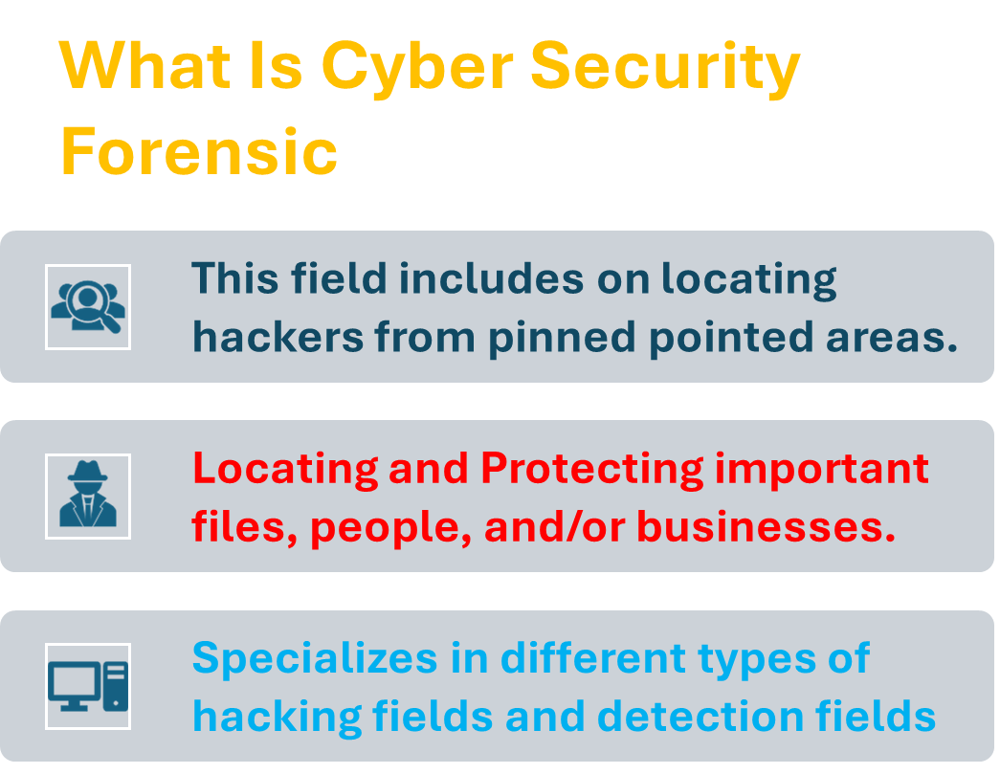 What Is Cyber Security
Forensic
This field includes on locating
hackers from pinned pointed areas.
Locating and Protecting important
files, people, and/or businesses.
Specializes in different types of
hacking fields and detection fields